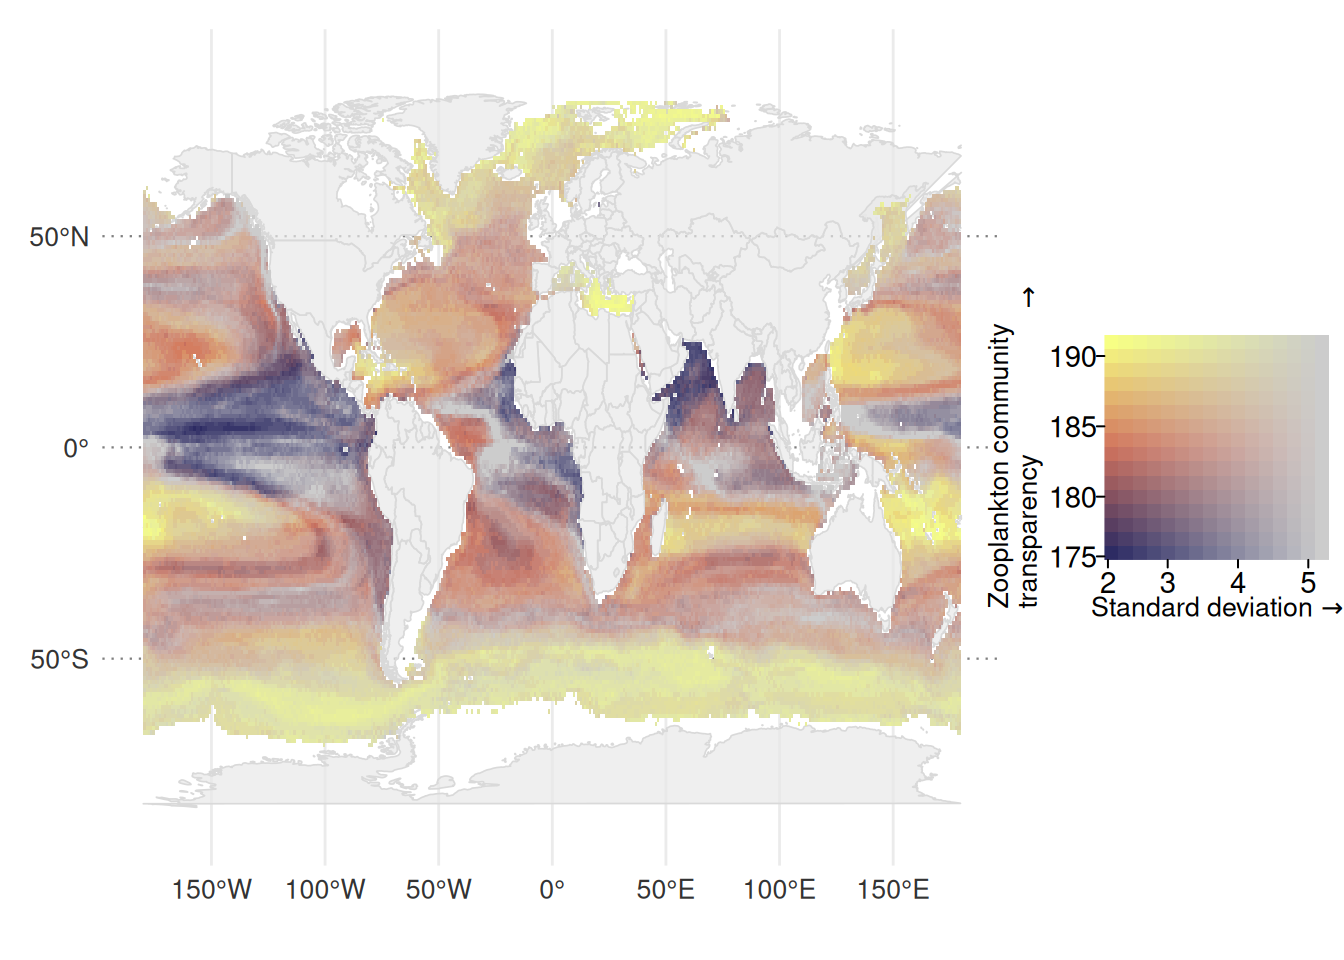 50°N
0°
50°S
150°W 100°W 50°W 0° 50°E 100°E 150°E
Zooplankton community →
transparency
190
185
180
175
2 3 4 5
Standard deviation →